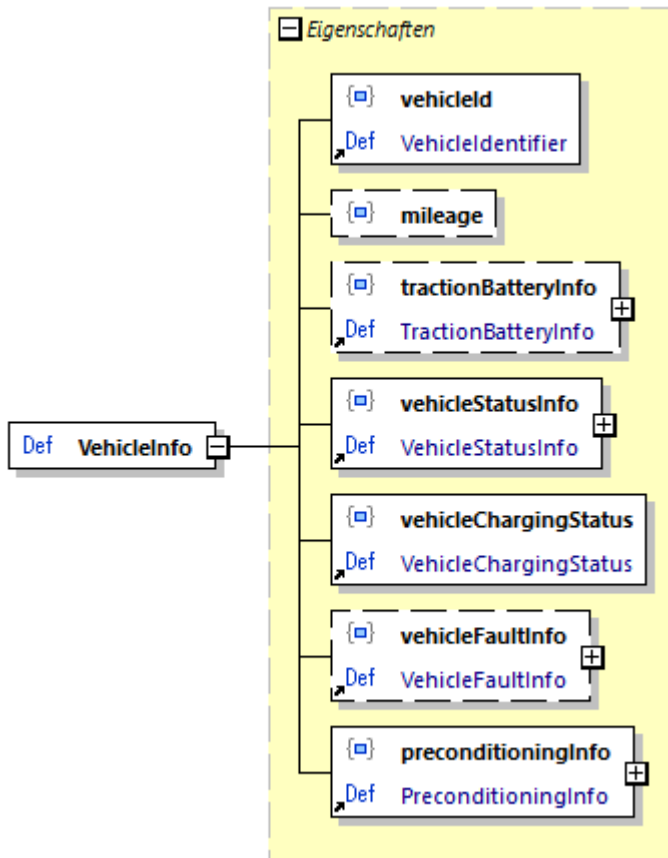 Eigenschaften
vehicleId
Def VehicleIdentifier
mileage
tractionBatteryInfo
Def TractionBatteryInfo
vehicleStatusInfo
Def VehicleStatusInfo
Def VehicleInfo
vehicleChargingStatus
Def VehicleChargingStatus
vehicleFaultInfo
Def VehicleFaultInfo
preconditioningInfo
Def PreconditioningInfo